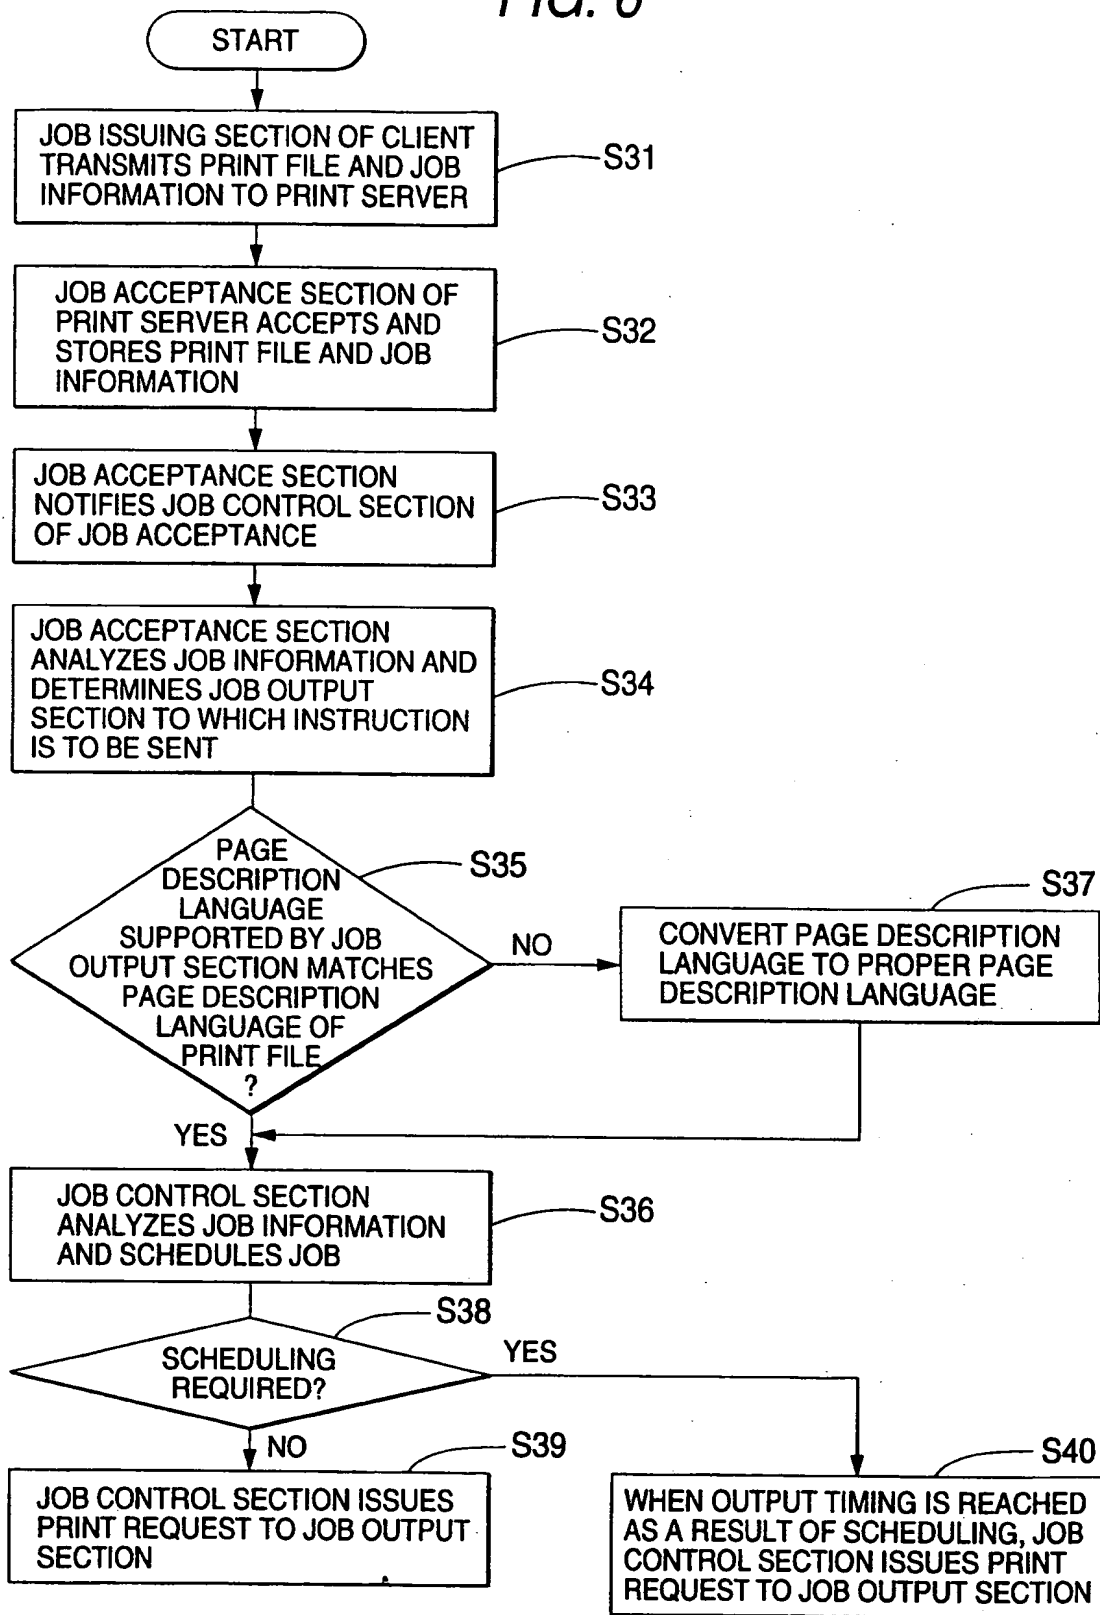 START
JOB ISSUING SECTION OF CLIENT
TRANSMITS PRINT FILE AND JOB
INFORMATION TO PRINT SERVER
S31
JOB ACCEPTANCE SECTION OF
PRINT SERVER ACCEPTS AND
STORES PRINT FILE AND JOB
INFORMATION
S32
JOB ACCEPTANCE SECTION
NOTIFIES JOB CONTROL SECTION
OF JOB ACCEPTANCE
S33
JOB ACCEPTANCE SECTION
ANALYZES JOB INFORMATION AND
DETERMINES JOB OUTPUT
SECTION TO WHICH INSTRUCTION
IS TO BE SENT
S34
PAGE
DESCRIPTION
LANGUAGE
SUPPORTED BY JOB
OUTPUT SECTION MATCHES
PAGE DESCRIPTION
LANGUAGE OF
PRINT FILE
?
S35
NO
S37
CONVERT PAGE DESCRIPTION
LANGUAGE TO PROPER PAGE
DESCRIPTION LANGUAGE
YES
JOB CONTROL SECTION
ANALYZES JOB INFORMATION
AND SCHEDULES JOB
S36
S38
SCHEDULING
REQUIRED?
YES
NO
S39
JOB CONTROL SECTION ISSUES
PRINT REQUEST TO JOB OUTPUT
SECTION
S40
WHEN OUTPUT TIMING IS REACHED
AS A RESULT OF SCHEDULING, JOB
CONTROL SECTION ISSUES PRINT
REQUEST TO JOB OUTPUT SECTION